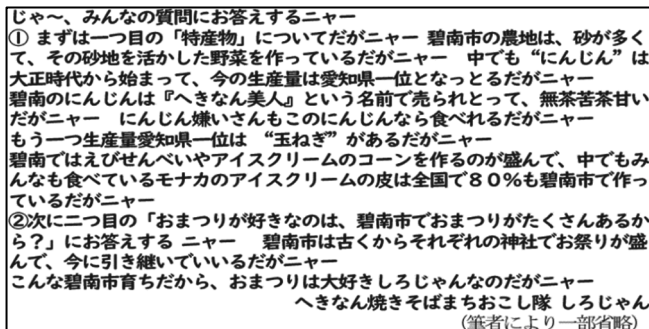 じゃ～、みんなの質問にお答えするニャー
① まずは一つ目の「特産物」についてだがニャー 碧南市の農地は、砂が多く
て、その砂地を活かした野菜を作っているだがニャー　中でも“にんじん”は
大正時代から始まって、今の生産量は愛知県一位となっとるだがニャー
碧南のにんじんは『へきなん美人』という名前で売られとって、無茶苦茶甘い
だがニャー　にんじん嫌いさんもこのにんじんなら食べれるだがニャー
もう一つ生産量愛知県一位は　“玉ねぎ”があるだがニャー
碧南ではえびせんべいやアイスクリームのコーンを作るのが盛んで、中でもみ
んなも食べているモナカのアイスクリームの皮は全国で８０％も碧南市で作っ
ているだがニャー
②次に二つ目の「おまつりが好きなのは、碧南市でおまつりがたくさんあるか
ら？」にお答えする ニャー　碧南市は古くからそれぞれの神社でお祭りが盛
んで、今に引き継いでいいるだがニャー
こんな碧南市育ちだから、おまつりは大好きしろじゃんなのだがニャー
へきなん焼きそばまちおこし隊 しろじゃん
（筆者により一部省略）